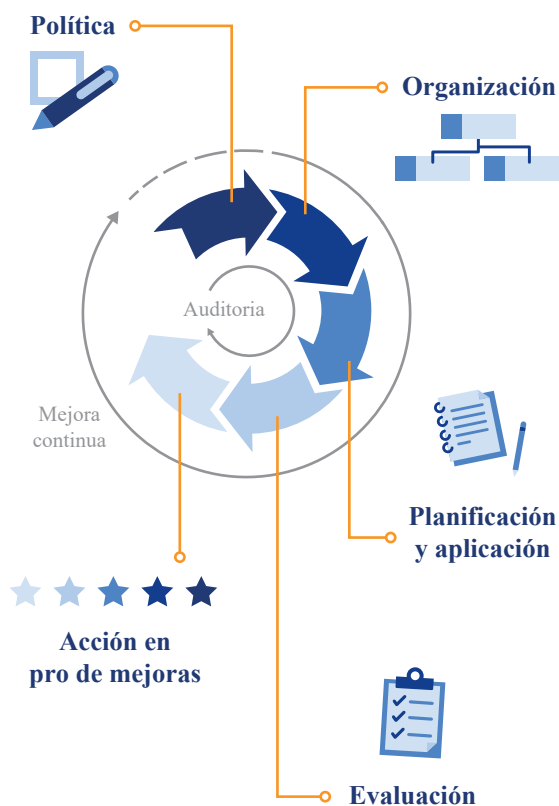 Política
Organización
Auditoria
Mejora
continua
Planificación
y aplicación
Acción en
pro de mejoras
Evaluación